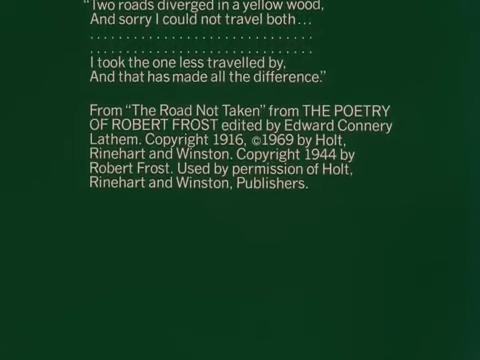 “Two roads diverged in a yellow wood,
And sorry I could not travel both...
. . . . . . . . . . . . . . . . . . . . . . . . . . . . . . .
. . . . . . . . . . . . . . . . . . . . . . . . . . . . . . .
I took the one less travelled by,
And that has made all the difference.”
From “The Road Not Taken” from THE POETRY
OF ROBERT FROST edited by Edward Connery
Lathem. Copyright 1916, ©1969 by Holt,
Rinehart and Winston. Copyright 1944 by
Robert Frost. Used by permission of Holt,
Rinehart and Winston, Publishers.